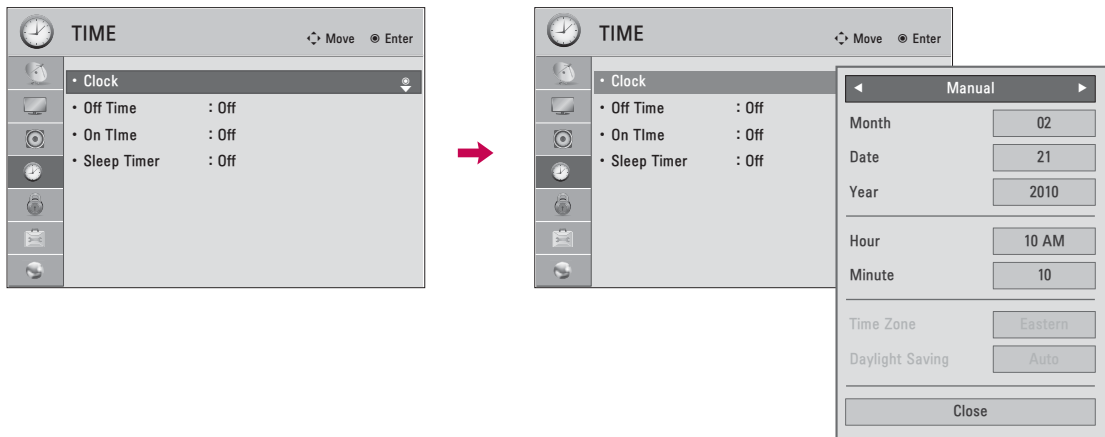 TIME Move Enter
• Clock
• Off Time : Off
• On TIme : Off
• Sleep Timer : Off
TIME Move Enter
• Clock
• Off Time : Off
• On TIme : Off
• Sleep Timer : Off
◄ Manual ►
Month 02
Date 21
Year 2010
Hour 10 AM
Minute 10
Time Zone Eastern
Daylight Saving Auto
Close